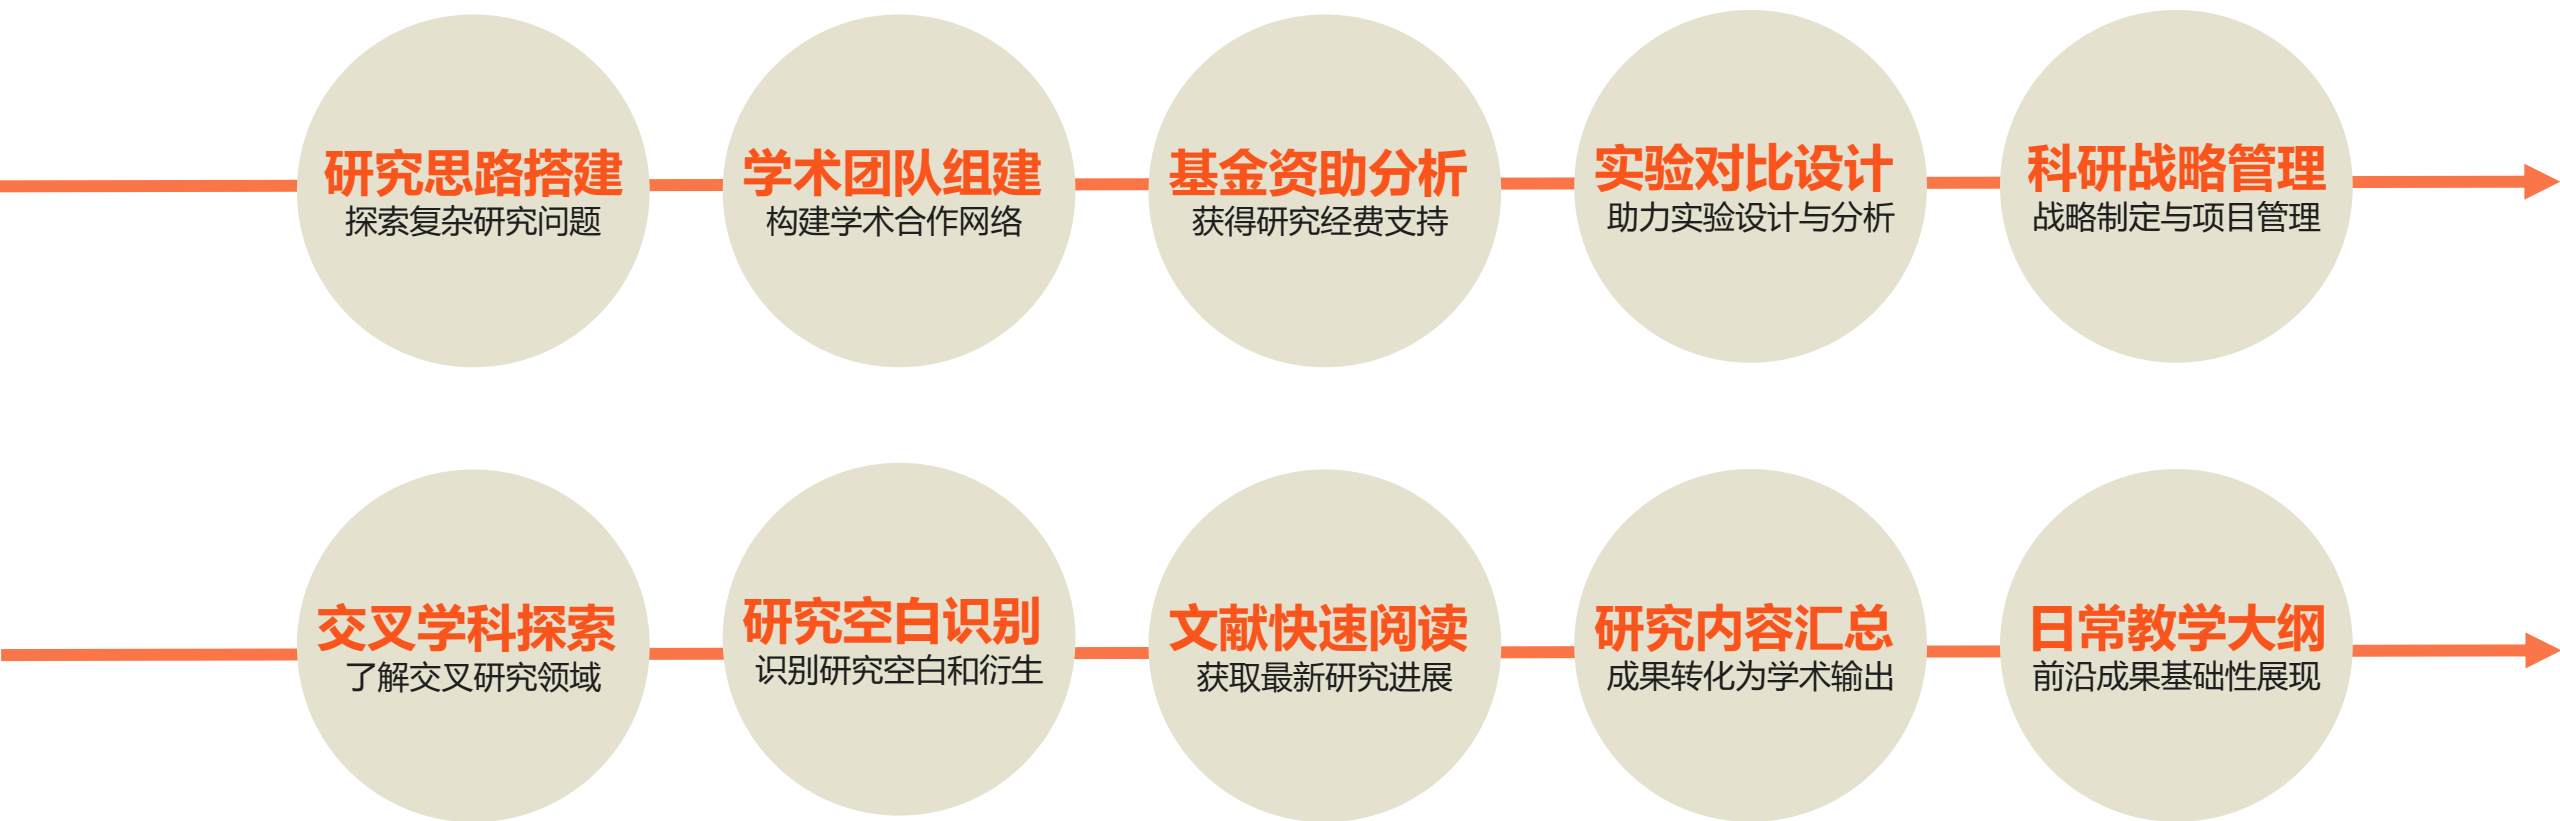 研究思路搭建
探索复杂研究问题
学术团队组建
构建学术合作网络
基金资助分析
获得研究经费支持
实验对比设计
助力实验设计与分析
科研战略管理
战略制定与项目管理
交叉学科探索
了解交叉研究领域
研究空白识别
识别研究空白和衍生
文献快速阅读
获取最新研究进展
研究内容汇总
成果转化为学术输出
日常教学大纲
前沿成果基础性展现